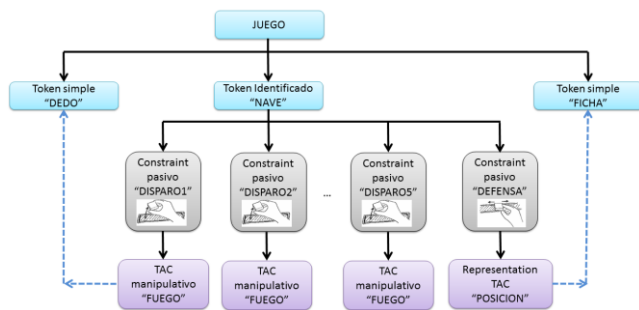 JUEGO
Token simple
“DEDO”
Token Identificado
“NAVE”
Token simple
“FICHA”
Constraint
pasivo
“DISPARO1”
Constraint
pasivo
“DISPARO2”
...
Constraint
pasivo
“DISPARO5”
Constraint
pasivo
“DEFENSA”
TAC
manipulativo
“FUEGO”
TAC
manipulativo
“FUEGO”
TAC
manipulativo
“FUEGO”
Representation
TAC
“POSICION”